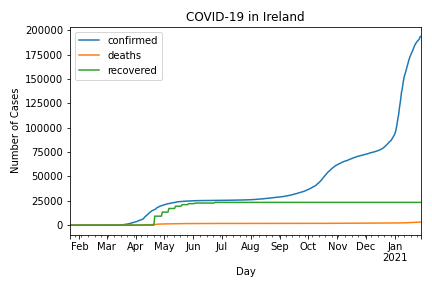 COVID-19 in Ireland
200000
175000
150000
125000
100000
75000
50000
25000
0
Number of Cases
confirmed
deaths
recovered
Feb Mar Apr May Jun Jul Aug Sep Oct Nov Dec Jan
2021
Day